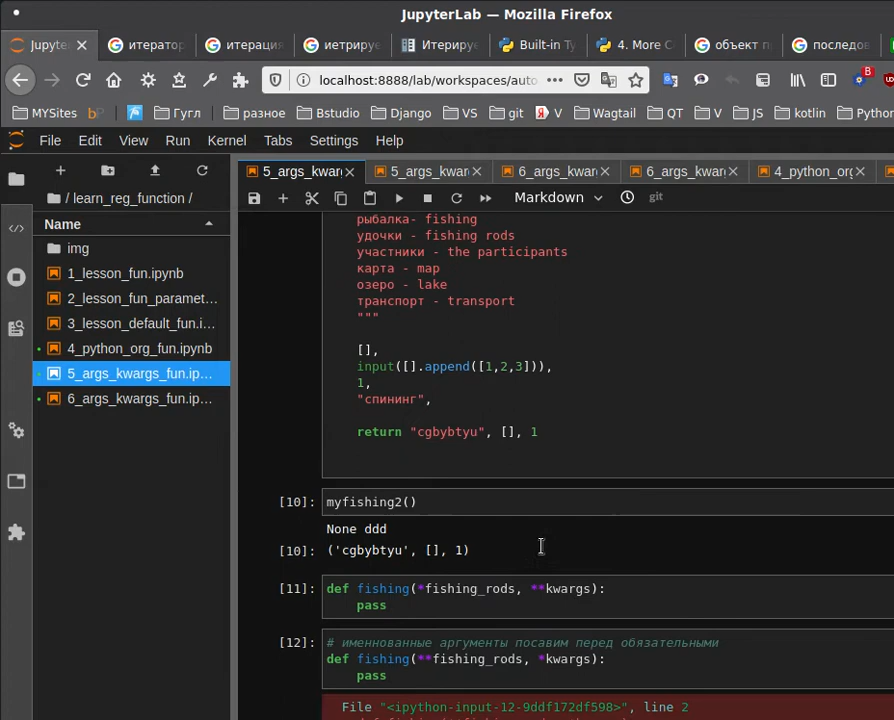 JupyterLab — Mozilla Firefox
Jupyte
итератор
итерация
иетрируе
Итерируе
Built-in Ty
4. More C
объект п
последов
localhost:8888/lab/workspaces/auto
B
MYSites
bP
Гугл
разное
Bstudio
Django
VS
git
Я V
Wagtail
QT
V
JS
kotlin
Python
File Edit View Run Kernel Tabs Settings Help
5_args_kwarg
5_args_kwar
6_args_kwar
6_args_kwarg
4_python_org
Markdown
git
/ learn_reg_function /
Name
img
1_lesson_fun.ipynb
2_lesson_fun_paramet...
3_lesson_default_fun.i...
4_python_org_fun.ipynb
5_args_kwargs_fun.ip...
6_args_kwargs_fun.ip...
рыбалка- fishing
удочки - fishing rods
участники - the participants
карта - map
озеро - lake
транспорт - transport
"""
[],
input([].append([1,2,3])),
1,
"спининг",
return "cgbybtyu", [], 1
[10]: myfishing2()
None ddd
[10]: ('cgbybtyu', [], 1)
[11]: def fishing(*fishing_rods, **kwargs):
pass
[12]: # именнованные аргументы посавим перед обязательными
def fishing(**fishing_rods, *kwargs):
pass
File "<ipython-input-12-9ddf172df598>", line 2